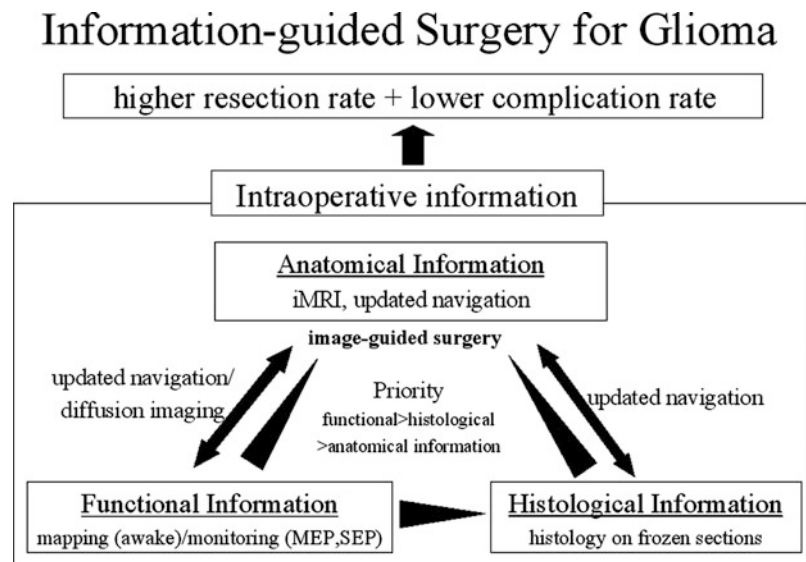 Information-guided Surgery for Glioma
higher resection rate + lower complication rate
Intraoperative information
Anatomical Information
iMRI, updated navigation
image-guided surgery
updated navigation/
diffusion imaging
Priority
functional>histological
>anatomical information
updated navigation
Functional Information
mapping (awake)/monitoring (MEP,SEP)
Histological Information
histology on frozen sections